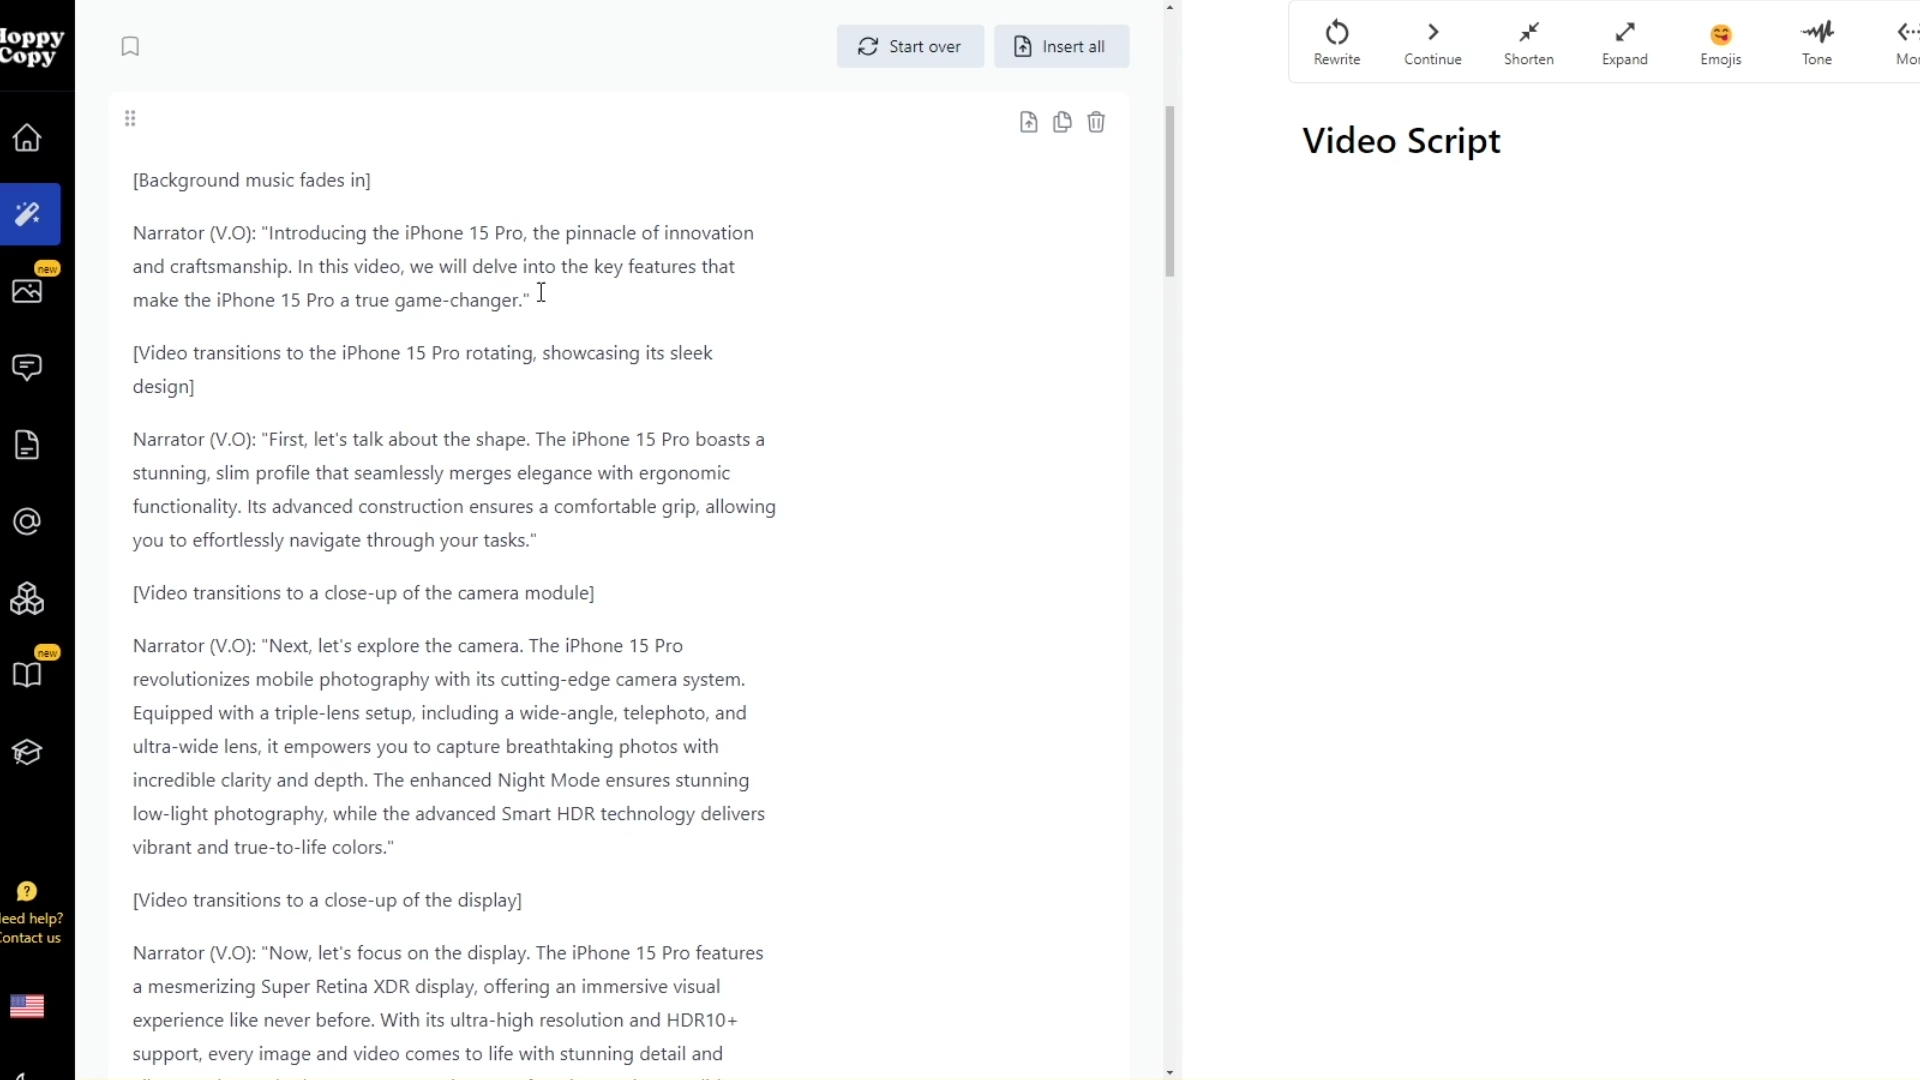 Hoppy
Copy
Start over
Insert all
Rewrite
Continue
Shorten
Expand
Emojis
Tone
Video Script
new
new
Need help?
Contact us
[Background music fades in]
Narrator (V.O): "Introducing the iPhone 15 Pro, the pinnacle of innovation
and craftsmanship. In this video, we will delve into the key features that
make the iPhone 15 Pro a true game-changer."
[Video transitions to the iPhone 15 Pro rotating, showcasing its sleek
design]
Narrator (V.O): "First, let's talk about the shape. The iPhone 15 Pro boasts a
stunning, slim profile that seamlessly merges elegance with ergonomic
functionality. Its advanced construction ensures a comfortable grip, allowing
you to effortlessly navigate through your tasks."
[Video transitions to a close-up of the camera module]
Narrator (V.O): "Next, let's explore the camera. The iPhone 15 Pro
revolutionizes mobile photography with its cutting-edge camera system.
Equipped with a triple-lens setup, including a wide-angle, telephoto, and
ultra-wide lens, it empowers you to capture breathtaking photos with
incredible clarity and depth. The enhanced Night Mode ensures stunning
low-light photography, while the advanced Smart HDR technology delivers
vibrant and true-to-life colors."
[Video transitions to a close-up of the display]
Narrator (V.O): "Now, let's focus on the display. The iPhone 15 Pro features
a mesmerizing Super Retina XDR display, offering an immersive visual
experience like never before. With its ultra-high resolution and HDR10+
support, every image and video comes to life with stunning detail and